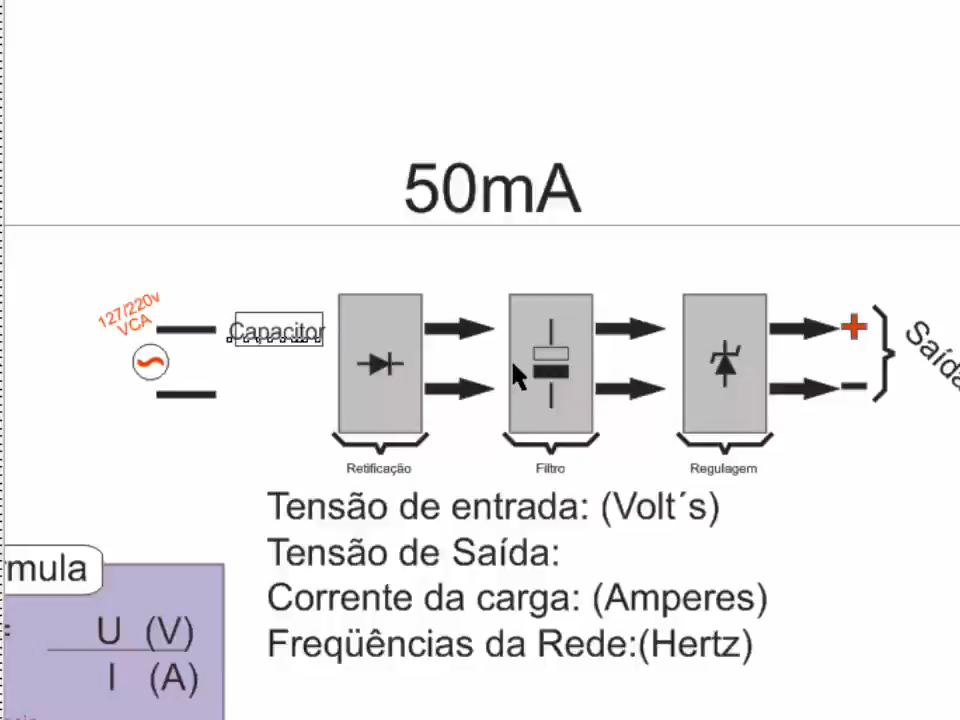 50mA
127/220v
VCA
Capacitor
Saída
Retificação
Filtro
Regulagem
Tensão de entrada: (Volt´s)
Tensão de Saída:
Corrente da carga: (Amperes)
Freqüências da Rede:(Hertz)
mula
=
U (V)
I (A)